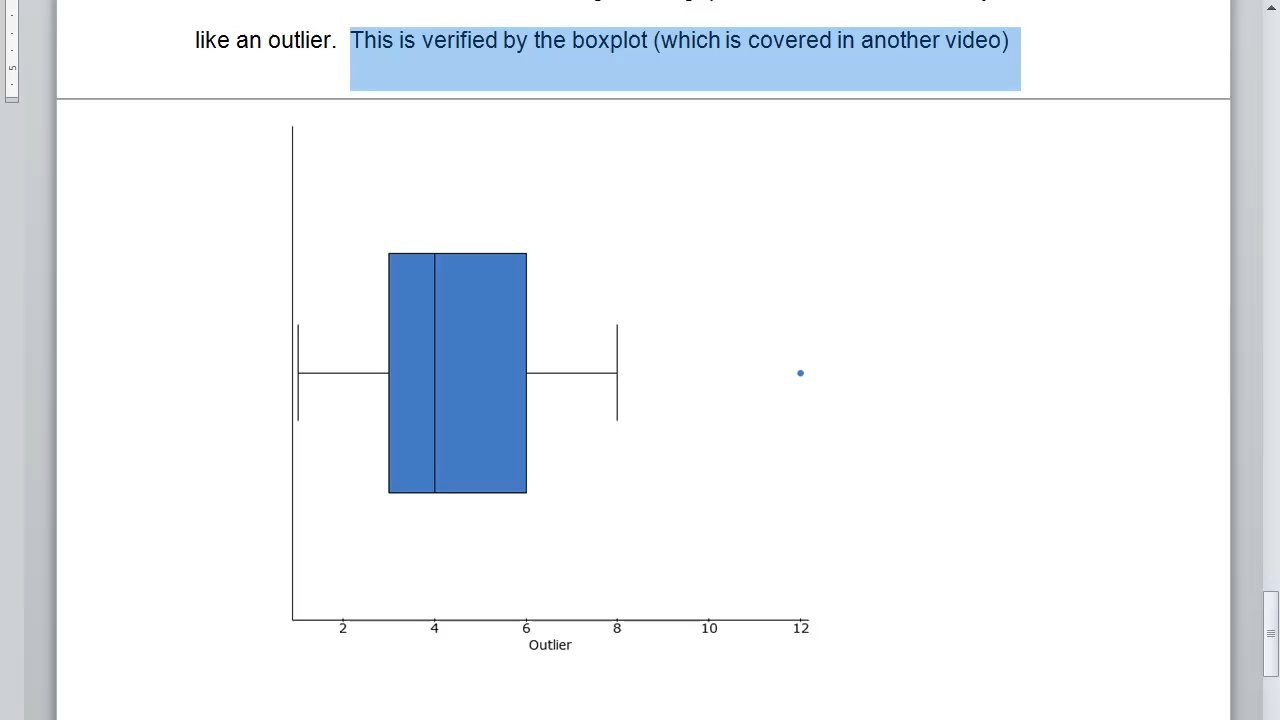 like an outlier. This is verified by the boxplot (which is covered in another video)
2 4 6 8 10 12
Outlier
5